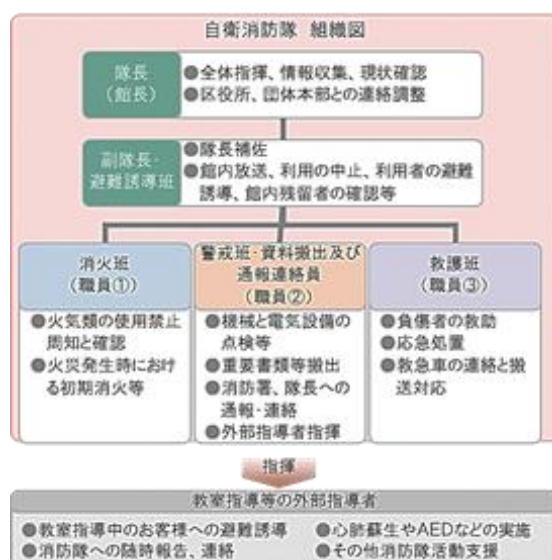 自衛消防隊 組織図
隊長
（館長）
●全体指揮、情報収集、現状確認
●区役所、団体本部との連絡調整
副隊長・
避難誘導班
●隊長補佐
●館内放送、利用の中止、利用者の避難
誘導、館内残留者の確認等
消火班
（職員①）
●火気類の使用禁止
周知と確認
●火災発生時におけ
る初期消火等
警戒班・資料搬出及び
通報連絡員
（職員②）
●機械と電気設備の
点検等
●重要書類等搬出
●消防署、隊長への
通報・連絡
●外部指導者指揮
救護班
（職員③）
●負傷者の救助
●応急処置
●救急車の連絡と搬
送対応
指揮
教室指導等の外部指導者
●教室指導中のお客様への避難誘導
●消防隊への随時報告、連絡
●心肺蘇生やAEDなどの実施
●その他消防隊活動支援